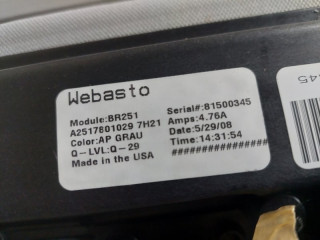 Webasto
Module:BR251
A2517801029 7H21
Color:AP GRAU
Q-LVL:Q-29
Made in the USA
Serial#:81500345
Amps:4.76A
Date:5/29/08
Time:14:31:54
################
345